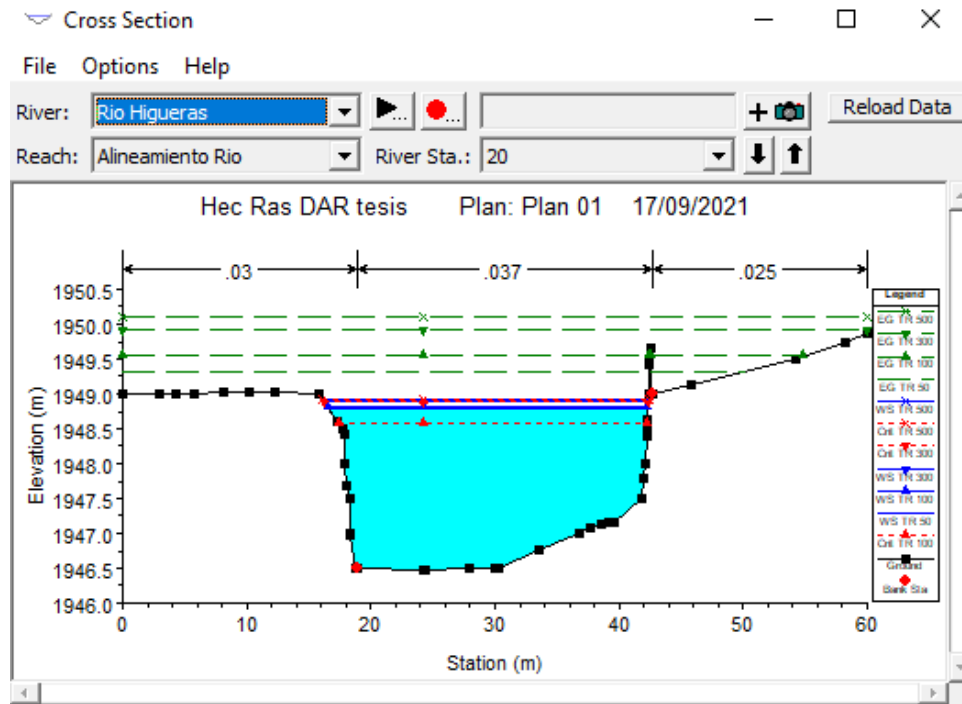 Cross Section
File Options Help
River: Rio Higueras Reload Data
Reach: Alineamiento Rio River Sta.: 20
Hec Ras DAR tesis Plan: Plan 01 17/09/2021
.03 .037 .025
Elevation (m)
1950.5
1950.0
1949.5
1949.0
1948.5
1948.0
1947.5
1947.0
1946.5
1946.0
0 10 20 30 40 50 60
Station (m)
Legend
EG TR 500
EG TR 300
EG TR 100
EG TR 50
WS TR 500
Crit TR 500
Crit TR 300
WS TR 300
WS TR 100
WS TR 50
Crit TR 100
Ground
Bank Sta